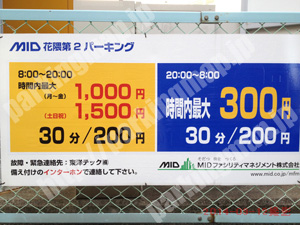 MID 花隈第2パーキング
8:00~20:00
時間内最大
(月~金) 1,000円
(土日祝) 1,500円
30分/200円
20:00~8:00
時間内最大 300円
30分/200円
故障・緊急連絡先：東洋テック㈱
備え付けのインターホンで連絡して下さい。
MID MIDファシリティマネジメント株式会社
www.mid.co.jp/mfm